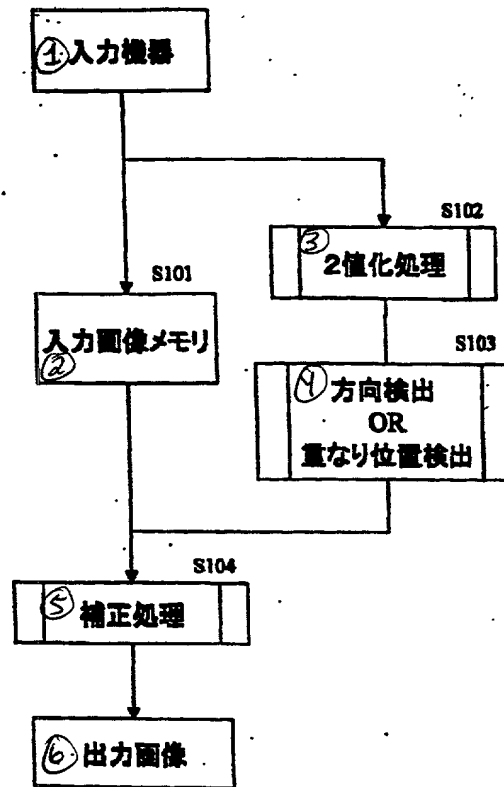 ① 入力機器
S102
③
2値化処理
S101
入力画像メモリ
②
S103
④ 方向検出
OR
重なり位置検出
S104
⑤ 補正処理
⑥ 出力画像